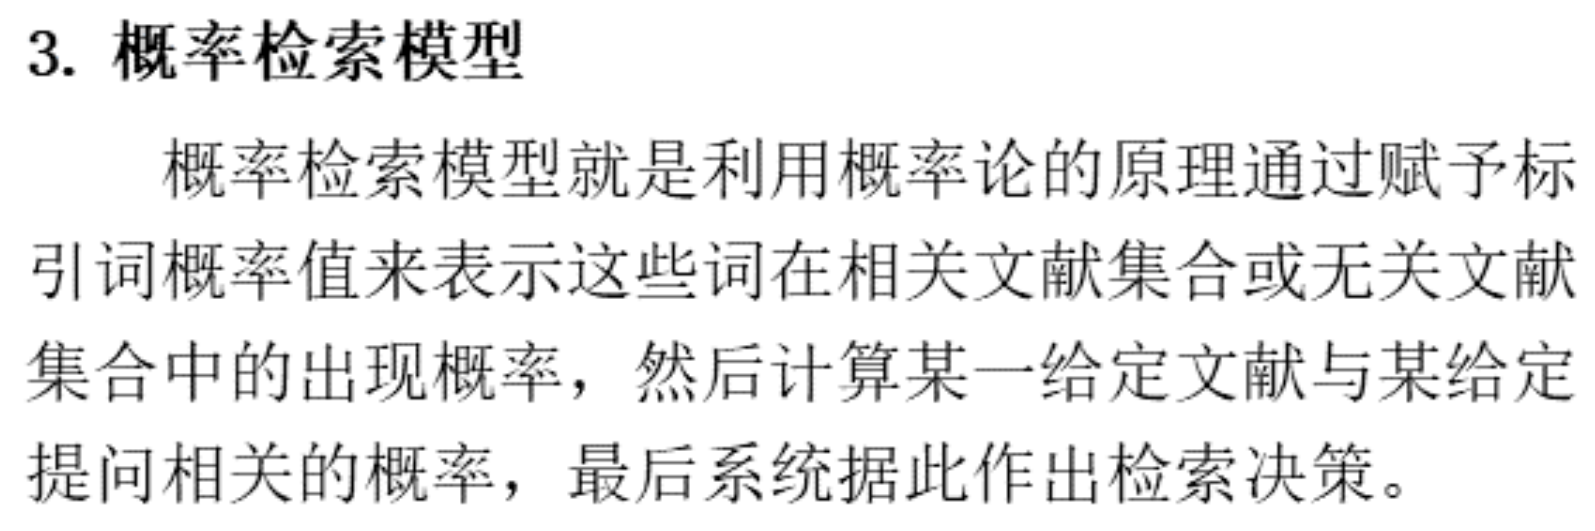 3. 概率检索模型
概率检索模型就是利用概率论的原理通过赋予标
引词概率值来表示这些词在相关文献集合或无关文献
集合中的出现概率，然后计算某一给定文献与某给定
提问相关的概率，最后系统据此作出检索决策。